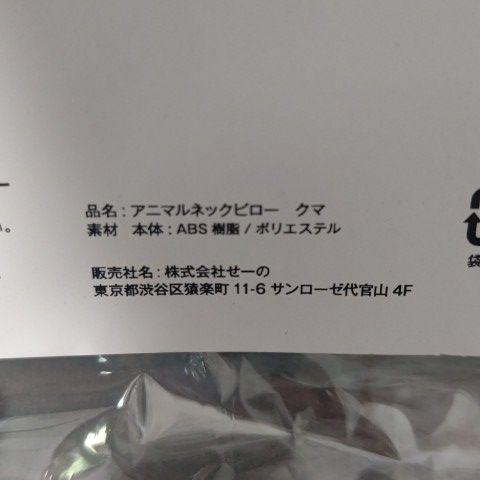 品名 : アニマルネックピロー　クマ
素材　本体 : ABS 樹脂 / ポリエステル
販売社名 : 株式会社せーの
東京都渋谷区猿楽町 11-6 サンローゼ代官山 4F
い。
袋